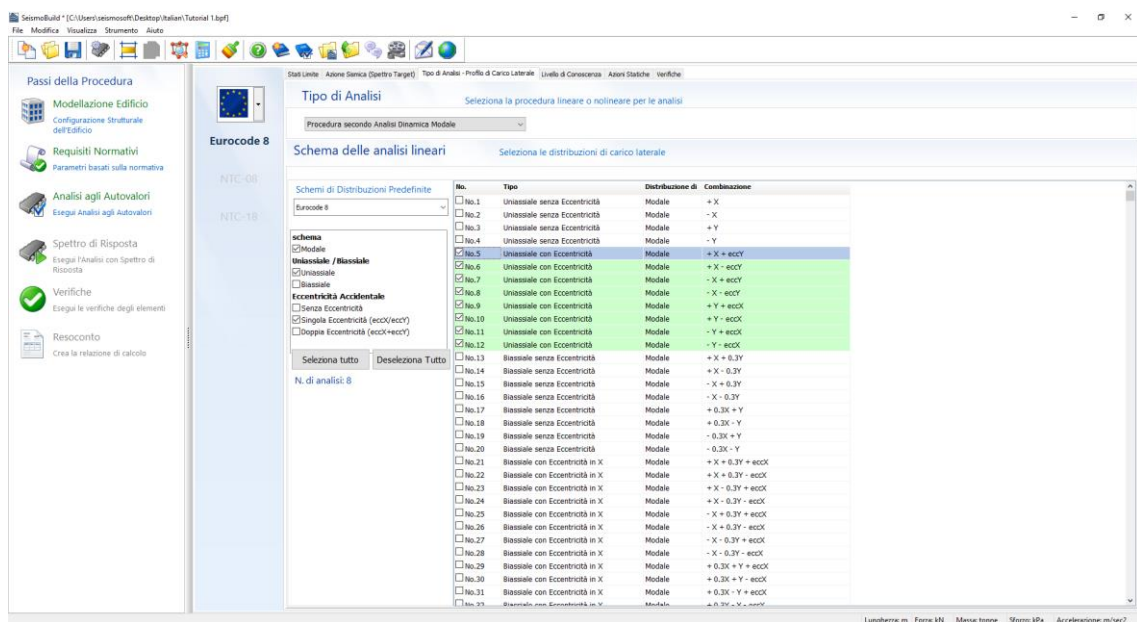 SeismoBuild * [C:\Users\seismosoft\Desktop\Italian\Tutorial 1.bpf]
File Modifica Visualizza Strumento Aiuto
Passi della Procedura
Modellazione Edificio
Configurazione Strutturale
dell'Edificio
Requisiti Normativi
Parametri basati sulla normativa
Analisi agli Autovalori
Esegui Analisi agli Autovalori
Spettro di Risposta
Esegui l'Analisi con Spettro di
Risposta
Verifiche
Esegui le verifiche degli elementi
Resoconto
Crea la relazione di calcolo
Eurocode 8
NTC-08
NTC-18
Stati Limite Azione Sismica (Spettro Target) Tipo di Analisi - Profilo di Carico Laterale Livello di Conoscenza Azioni Statiche Verifiche
Tipo di Analisi Seleziona la procedura lineare o nolineare per le analisi
Procedura secondo Analisi Dinamica Modale
Schema delle analisi lineari Seleziona le distribuzioni di carico laterale
Schemi di Distribuzioni Predefinite
Eurocode 8
schema
Modale
Uniassiale /Biassiale
Uniassiale
Biassiale
Eccentricità Accidentale
Senza Eccentricità
Singola Eccentricità (eccX/eccY)
Doppia Eccentricità (eccX+eccY)
Seleziona tutto Deseleziona Tutto
N. di analisi: 8
No. Tipo Distribuzione di Combinazione
No.1 Uniassiale senza Eccentricità Modale + X
No.2 Uniassiale senza Eccentricità Modale - X
No.3 Uniassiale senza Eccentricità Modale + Y
No.4 Uniassiale senza Eccentricità Modale - Y
No.5 Uniassiale con Eccentricità Modale + X + eccY
No.6 Uniassiale con Eccentricità Modale + X - eccY
No.7 Uniassiale con Eccentricità Modale - X + eccY
No.8 Uniassiale con Eccentricità Modale - X - eccY
No.9 Uniassiale con Eccentricità Modale + Y + eccX
No.10 Uniassiale con Eccentricità Modale + Y - eccX
No.11 Uniassiale con Eccentricità Modale - Y + eccX
No.12 Uniassiale con Eccentricità Modale - Y - eccX
No.13 Biassiale senza Eccentricità Modale + X + 0.3Y
No.14 Biassiale senza Eccentricità Modale + X - 0.3Y
No.15 Biassiale senza Eccentricità Modale - X + 0.3Y
No.16 Biassiale senza Eccentricità Modale - X - 0.3Y
No.17 Biassiale senza Eccentricità Modale + 0.3X + Y
No.18 Biassiale senza Eccentricità Modale + 0.3X - Y
No.19 Biassiale senza Eccentricità Modale - 0.3X + Y
No.20 Biassiale senza Eccentricità Modale - 0.3X - Y
No.21 Biassiale con Eccentricità in X Modale + X + 0.3Y + eccX
No.22 Biassiale con Eccentricità in X Modale + X + 0.3Y - eccX
No.23 Biassiale con Eccentricità in X Modale + X - 0.3Y + eccX
No.24 Biassiale con Eccentricità in X Modale + X - 0.3Y - eccX
No.25 Biassiale con Eccentricità in X Modale - X + 0.3Y + eccX
No.26 Biassiale con Eccentricità in X Modale - X + 0.3Y - eccX
No.27 Biassiale con Eccentricità in X Modale - X - 0.3Y + eccX
No.28 Biassiale con Eccentricità in X Modale - X - 0.3Y - eccX
No.29 Biassiale con Eccentricità in X Modale + 0.3X + Y + eccX
No.30 Biassiale con Eccentricità in X Modale + 0.3X + Y - eccX
No.31 Biassiale con Eccentricità in X Modale + 0.3X - Y + eccX
No.32 Biassiale con Eccentricità in X Modale + 0.3X - Y - eccX
Lunghezza: m Forza: kN Massa: tonne Sforzo: kPa Accelerazione: m/sec2